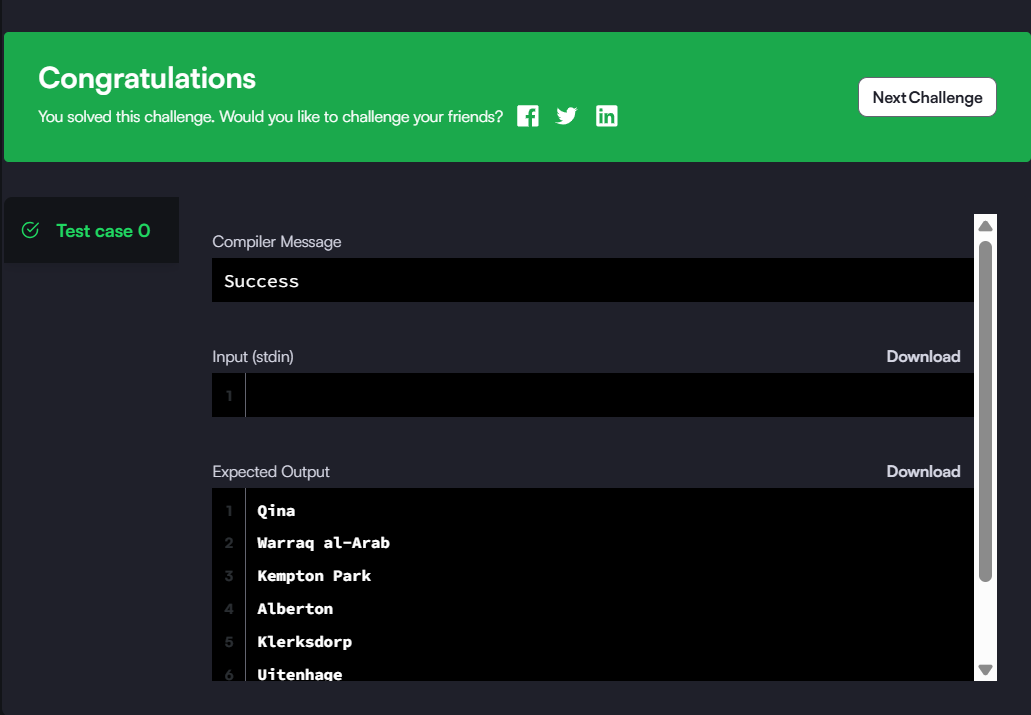 Congratulations
You solved this challenge. Would you like to challenge your friends?
Next Challenge
Test case 0
Compiler Message
Success
Input (stdin)
Download
1
Expected Output
Download
1 Qina
2 Warraq al-Arab
3 Kempton Park
4 Alberton
5 Klerksdorp
6 Uitenhage